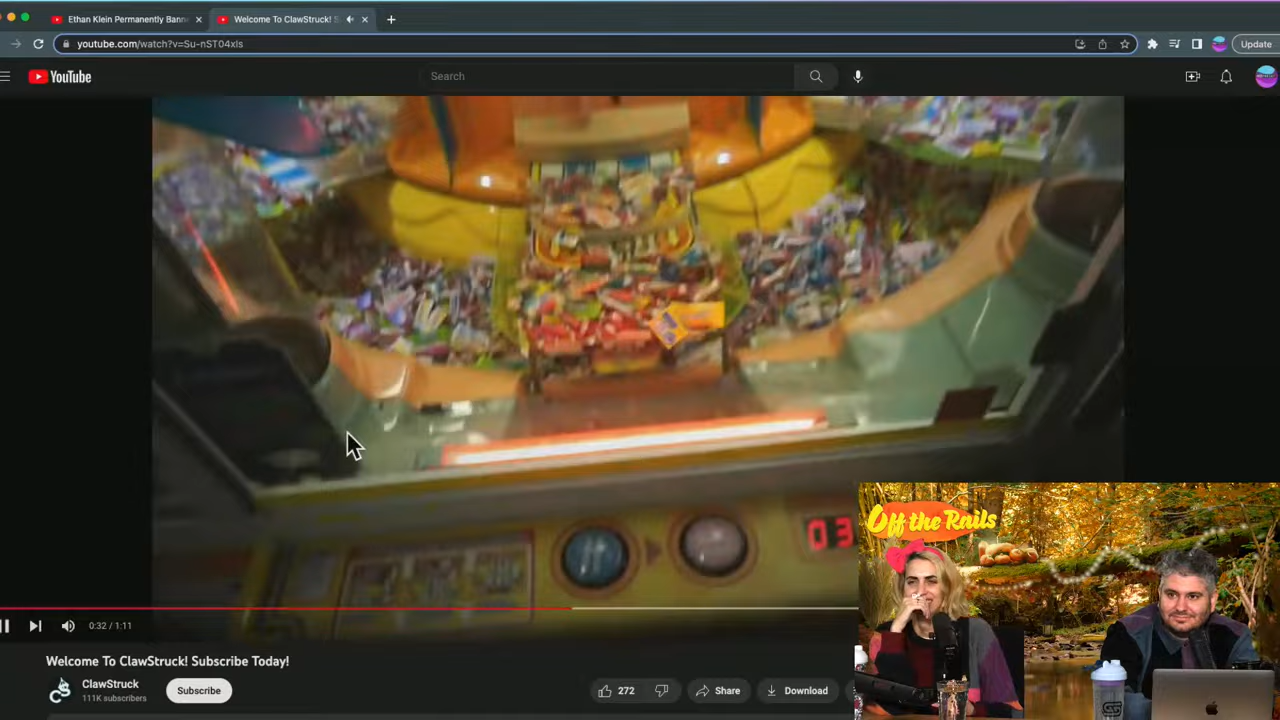 Ethan Klein Permanently Bann
Welcome To ClawStruck! S
youtube.com/watch?v=Su-nST04xls
Update
YouTube
Search
03
Off the Rails
0:32 / 1:11
Welcome To ClawStruck! Subscribe Today!
ClawStruck
111K subscribers
Subscribe
272
Share
Download